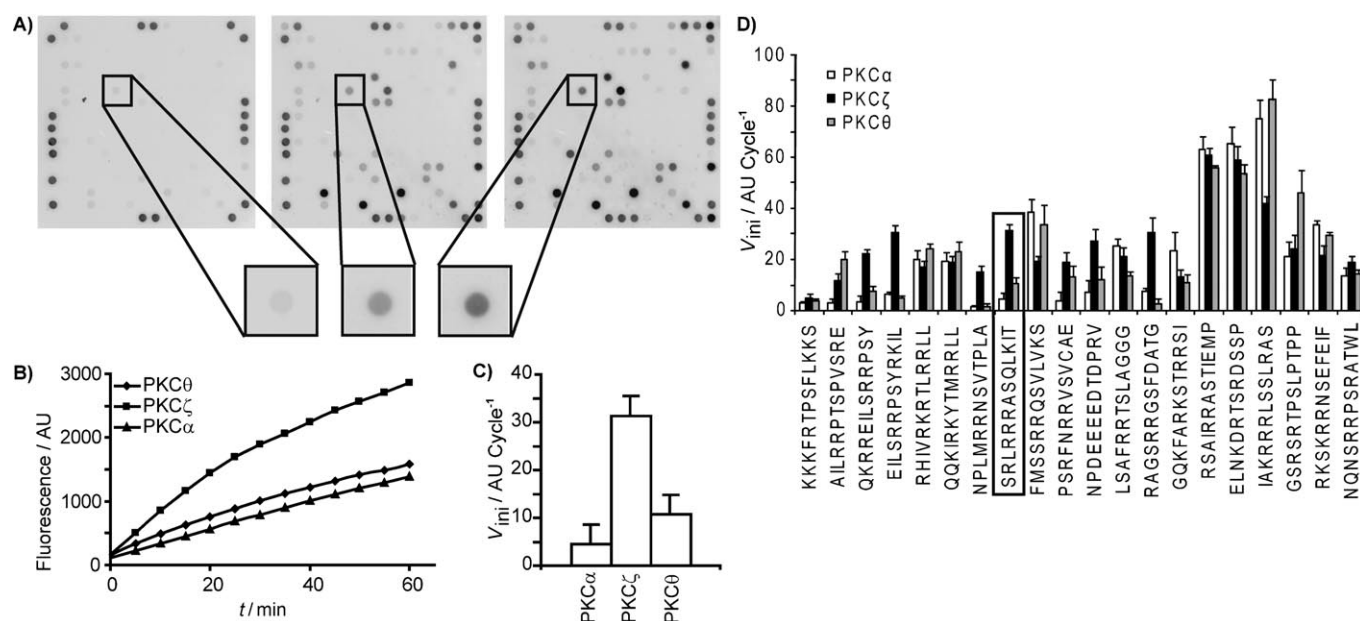 A)
B)
3000
2000
1000
0
Fluorescence / AU
PKCθ
PKCζ
PKCα
0
20
40
60
t / min
C)
40
30
20
10
0
Vini / AU Cycle-1
PKCα
PKCζ
PKCθ
D)
100
80
60
40
20
0
Vini / AU Cycle-1
PKCα
PKCζ
PKCθ
KKKFRTPSFLKKS
AILRRPTSPVSRE
QKRREILSRRPSY
EILSRRPSYRKIL
RHIVRKRTLRRLL
QQKIRKYTMRRLL
NPLMRRNSVTPLA
SRLRRRASQLKIT
FMSSRRQSVLVKS
PSRFNRRVSVCAE
NPDEEEEDTDPRV
LSAFRRTSLAGGG
RAGSRRGSFDATG
GQKFARKSTRRSI
RSAIRRASTIEMP
ELNKDRTSRDSSP
IAKRRRLSSLRAS
GSRSRTPSLPTPP
RKSKRRNSEFEIF
NQNSRRPSRATWL